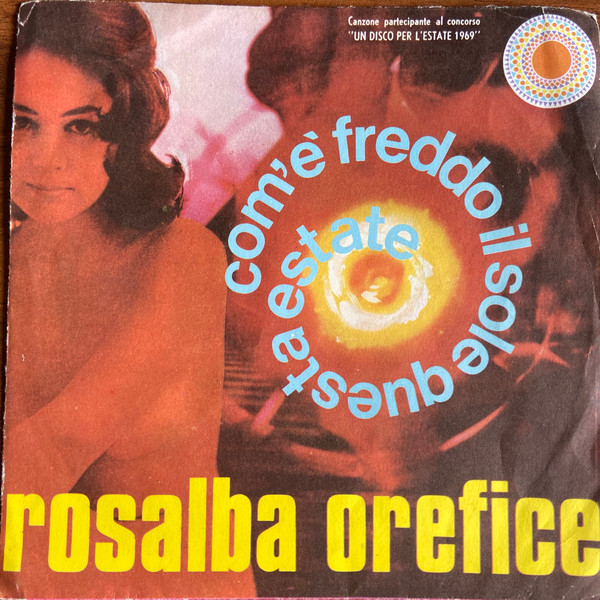 Canzone partecipante al concorso
"UN DISCO PER L'ESTATE 1969"
com'è freddo il sole questa estate
rosalba orefice